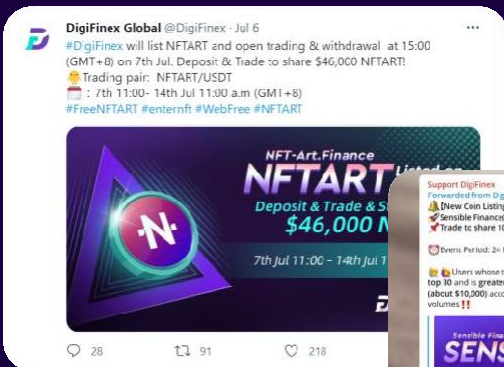 DigiFinex Global @DigiFinex · Jul 6
#DigiFinex will list NFTART and open trading & withdrawal at 15:00
(GMT+8) on 7th Jul. Deposit & Trade to share $46,000 NFTART!
Trading pair: NFTART/USDT
: 7th 11:00- 14th Jul 11:00 a.m (GMT+8)
#FreeNFTART #enternft #WebFree #NFTART
NFT-Art.Finance
NFTART
Deposit & Trade & S
$46,000 N
7th Jul 11:00 – 14th Jul 1
28 91 218
Support DigiFinex
Forwarded from Dig
[New Coin Listing
Sensible Finance(
Trade to share 10
Event Period: 2
Users whose t
top 30 and is greate
(about $10,000) acco
volumes !!
Sensible Fina
SENS